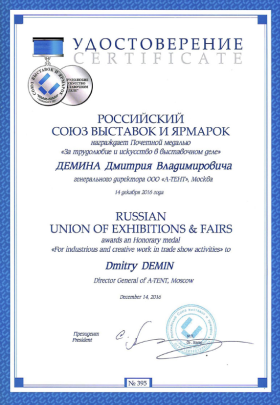 УДОСТОВЕРЕНИЕ
CERTIFICATE
РОССИЙСКИЙ
СОЮЗ ВЫСТАВОК И ЯРМАРОК
награждает Почетной медалью
«За трудолюбие и искусство в выставочном деле»
ДЕМИНА Дмитрия Владимировича
генерального директора ООО «А-ТЕНТ», Москва
14 декабря 2016 года
RUSSIAN
UNION OF EXHIBITIONS & FAIRS
awards an Honorary medal
«For industrious and creative work in trade show activities» to
Dmitry DEMIN
Director General of A-TENT, Moscow
December 14, 2016
Президент
President
№ 395